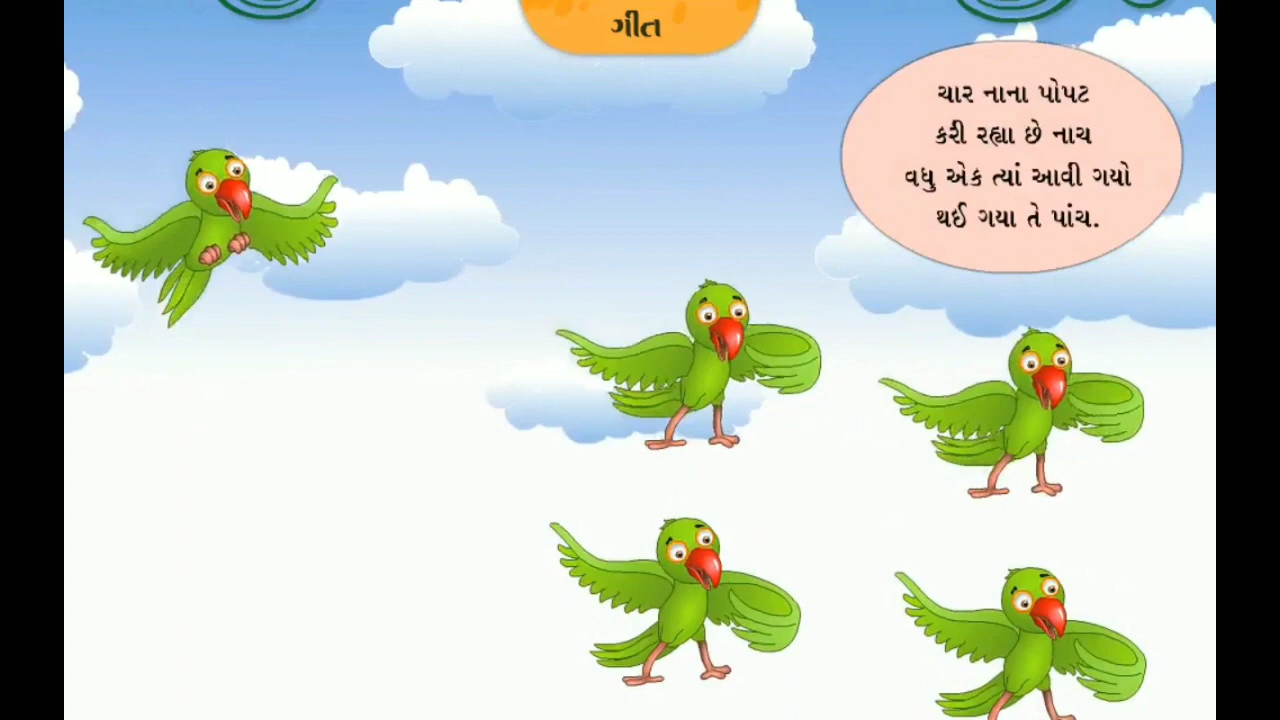 ગીત
ચાર નાના પોપટ
કરી રહ્યા છે નાચ
વધુ એક ત્યાં આવી ગયો
થઈ ગયા તે પાંચ.